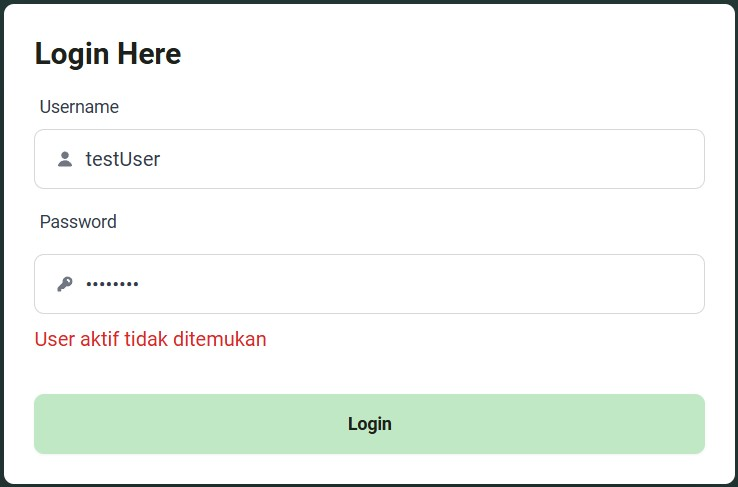 Login Here
Username
testUser
Password
••••••••
User aktif tidak ditemukan
Login